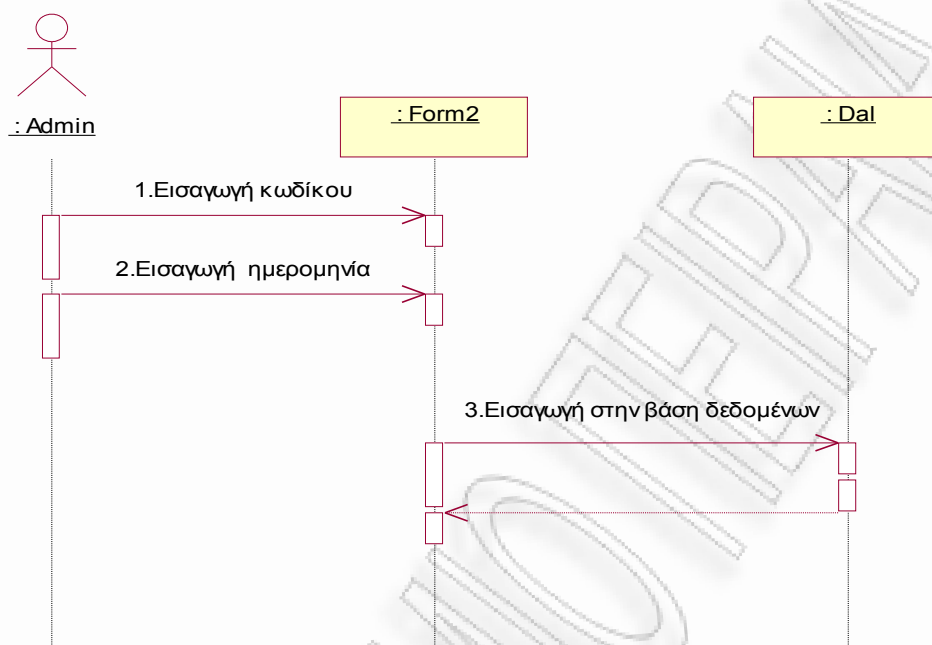 : Admin
: Form2
: Dal
1.Εισαγωγή κωδίκου
2.Εισαγωγή ημερομηνία
3.Εισαγωγή στην βάση δεδομένων